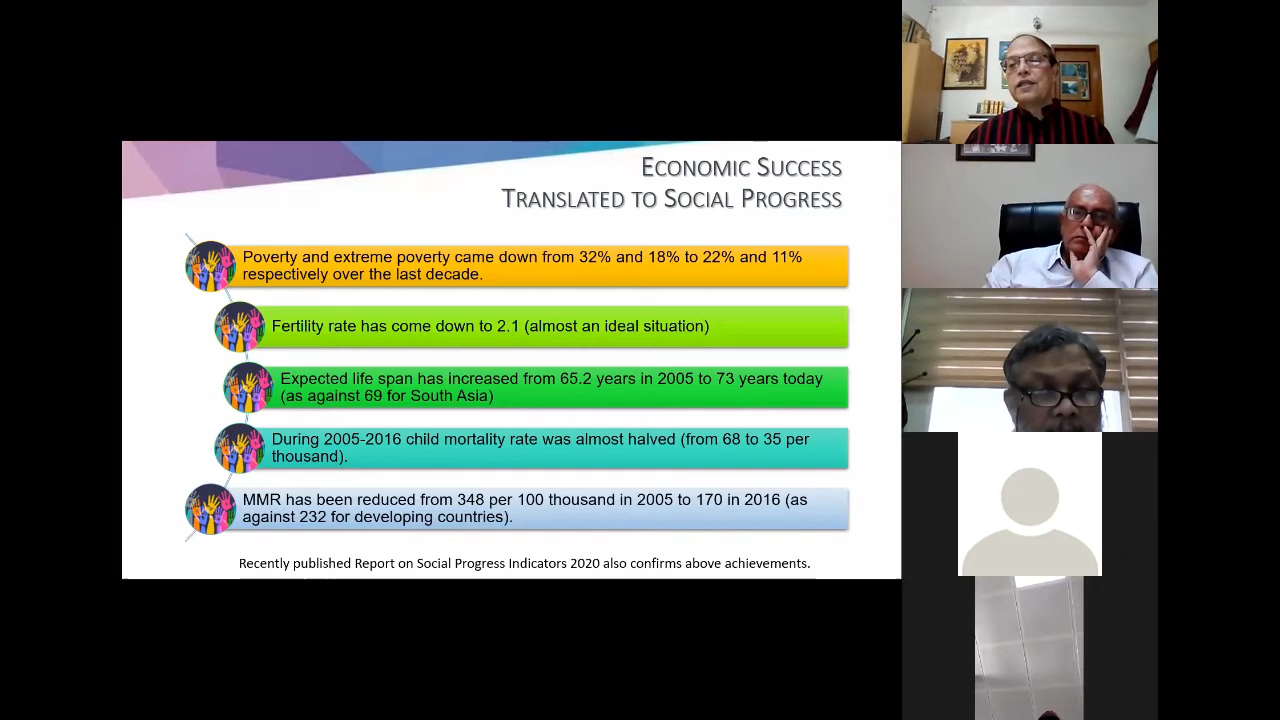 Economic Success
Translated to Social Progress
Poverty and extreme poverty came down from 32% and 18% to 22% and 11%
respectively over the last decade.
Fertility rate has come down to 2.1 (almost an ideal situation)
Expected life span has increased from 65.2 years in 2005 to 73 years today
(as against 69 for South Asia)
During 2005-2016 child mortality rate was almost halved (from 68 to 35 per
thousand).
MMR has been reduced from 348 per 100 thousand in 2005 to 170 in 2016 (as
against 232 for developing countries).
Recently published Report on Social Progress Indicators 2020 also confirms above achievements.